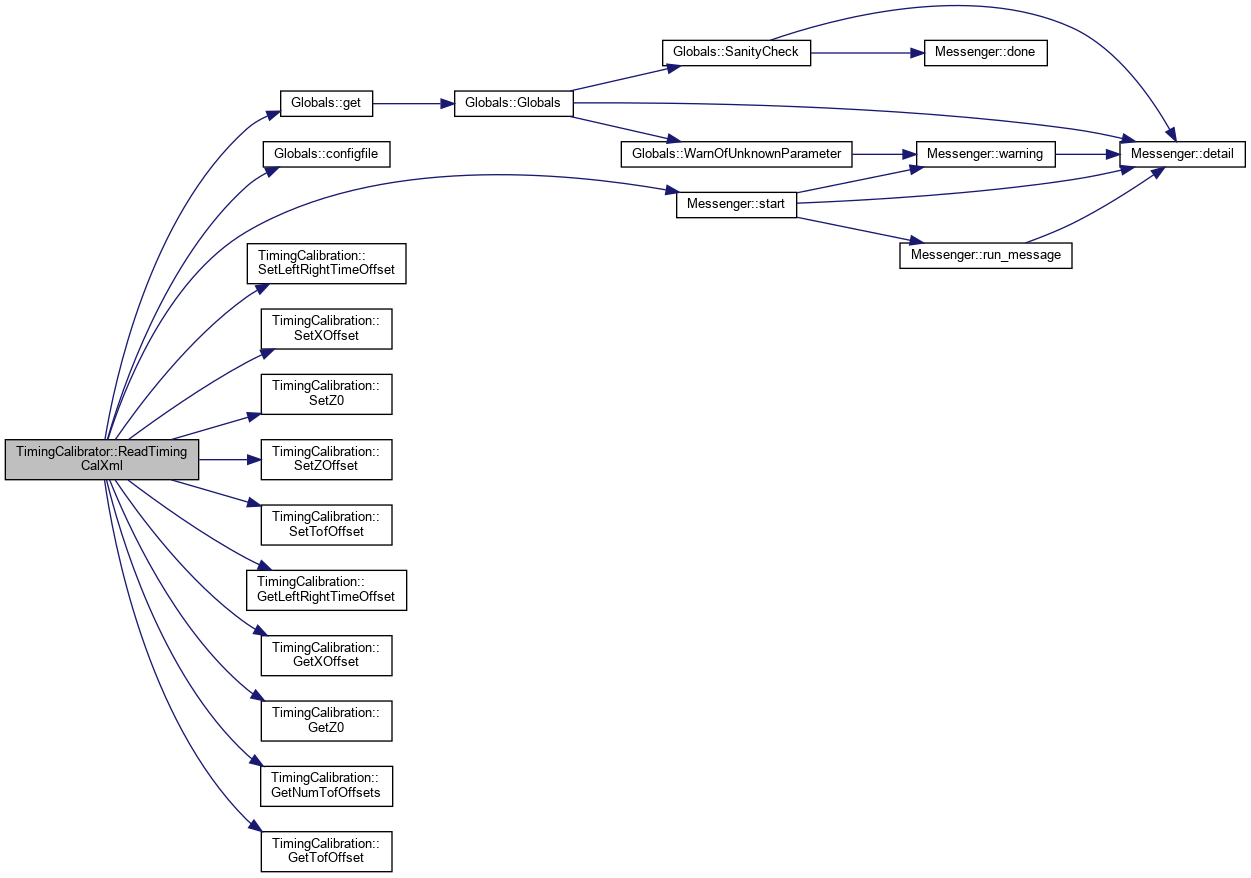 Globals::SanityCheck
Messenger::done
Globals::get
Globals::Globals
Globals::configfile
Globals::WarnOfUnknownParameter
Messenger::warning
Messenger::detail
Messenger::start
Messenger::run_message
TimingCalibration::
SetLeftRightTimeOffset
TimingCalibration::
SetXOffset
TimingCalibration::
SetZ0
TimingCalibrator::ReadTiming
CalXml
TimingCalibration::
SetZOffset
TimingCalibration::
SetTofOffset
TimingCalibration::
GetLeftRightTimeOffset
TimingCalibration::
GetXOffset
TimingCalibration::
GetZ0
TimingCalibration::
GetNumTofOffsets
TimingCalibration::
GetTofOffset